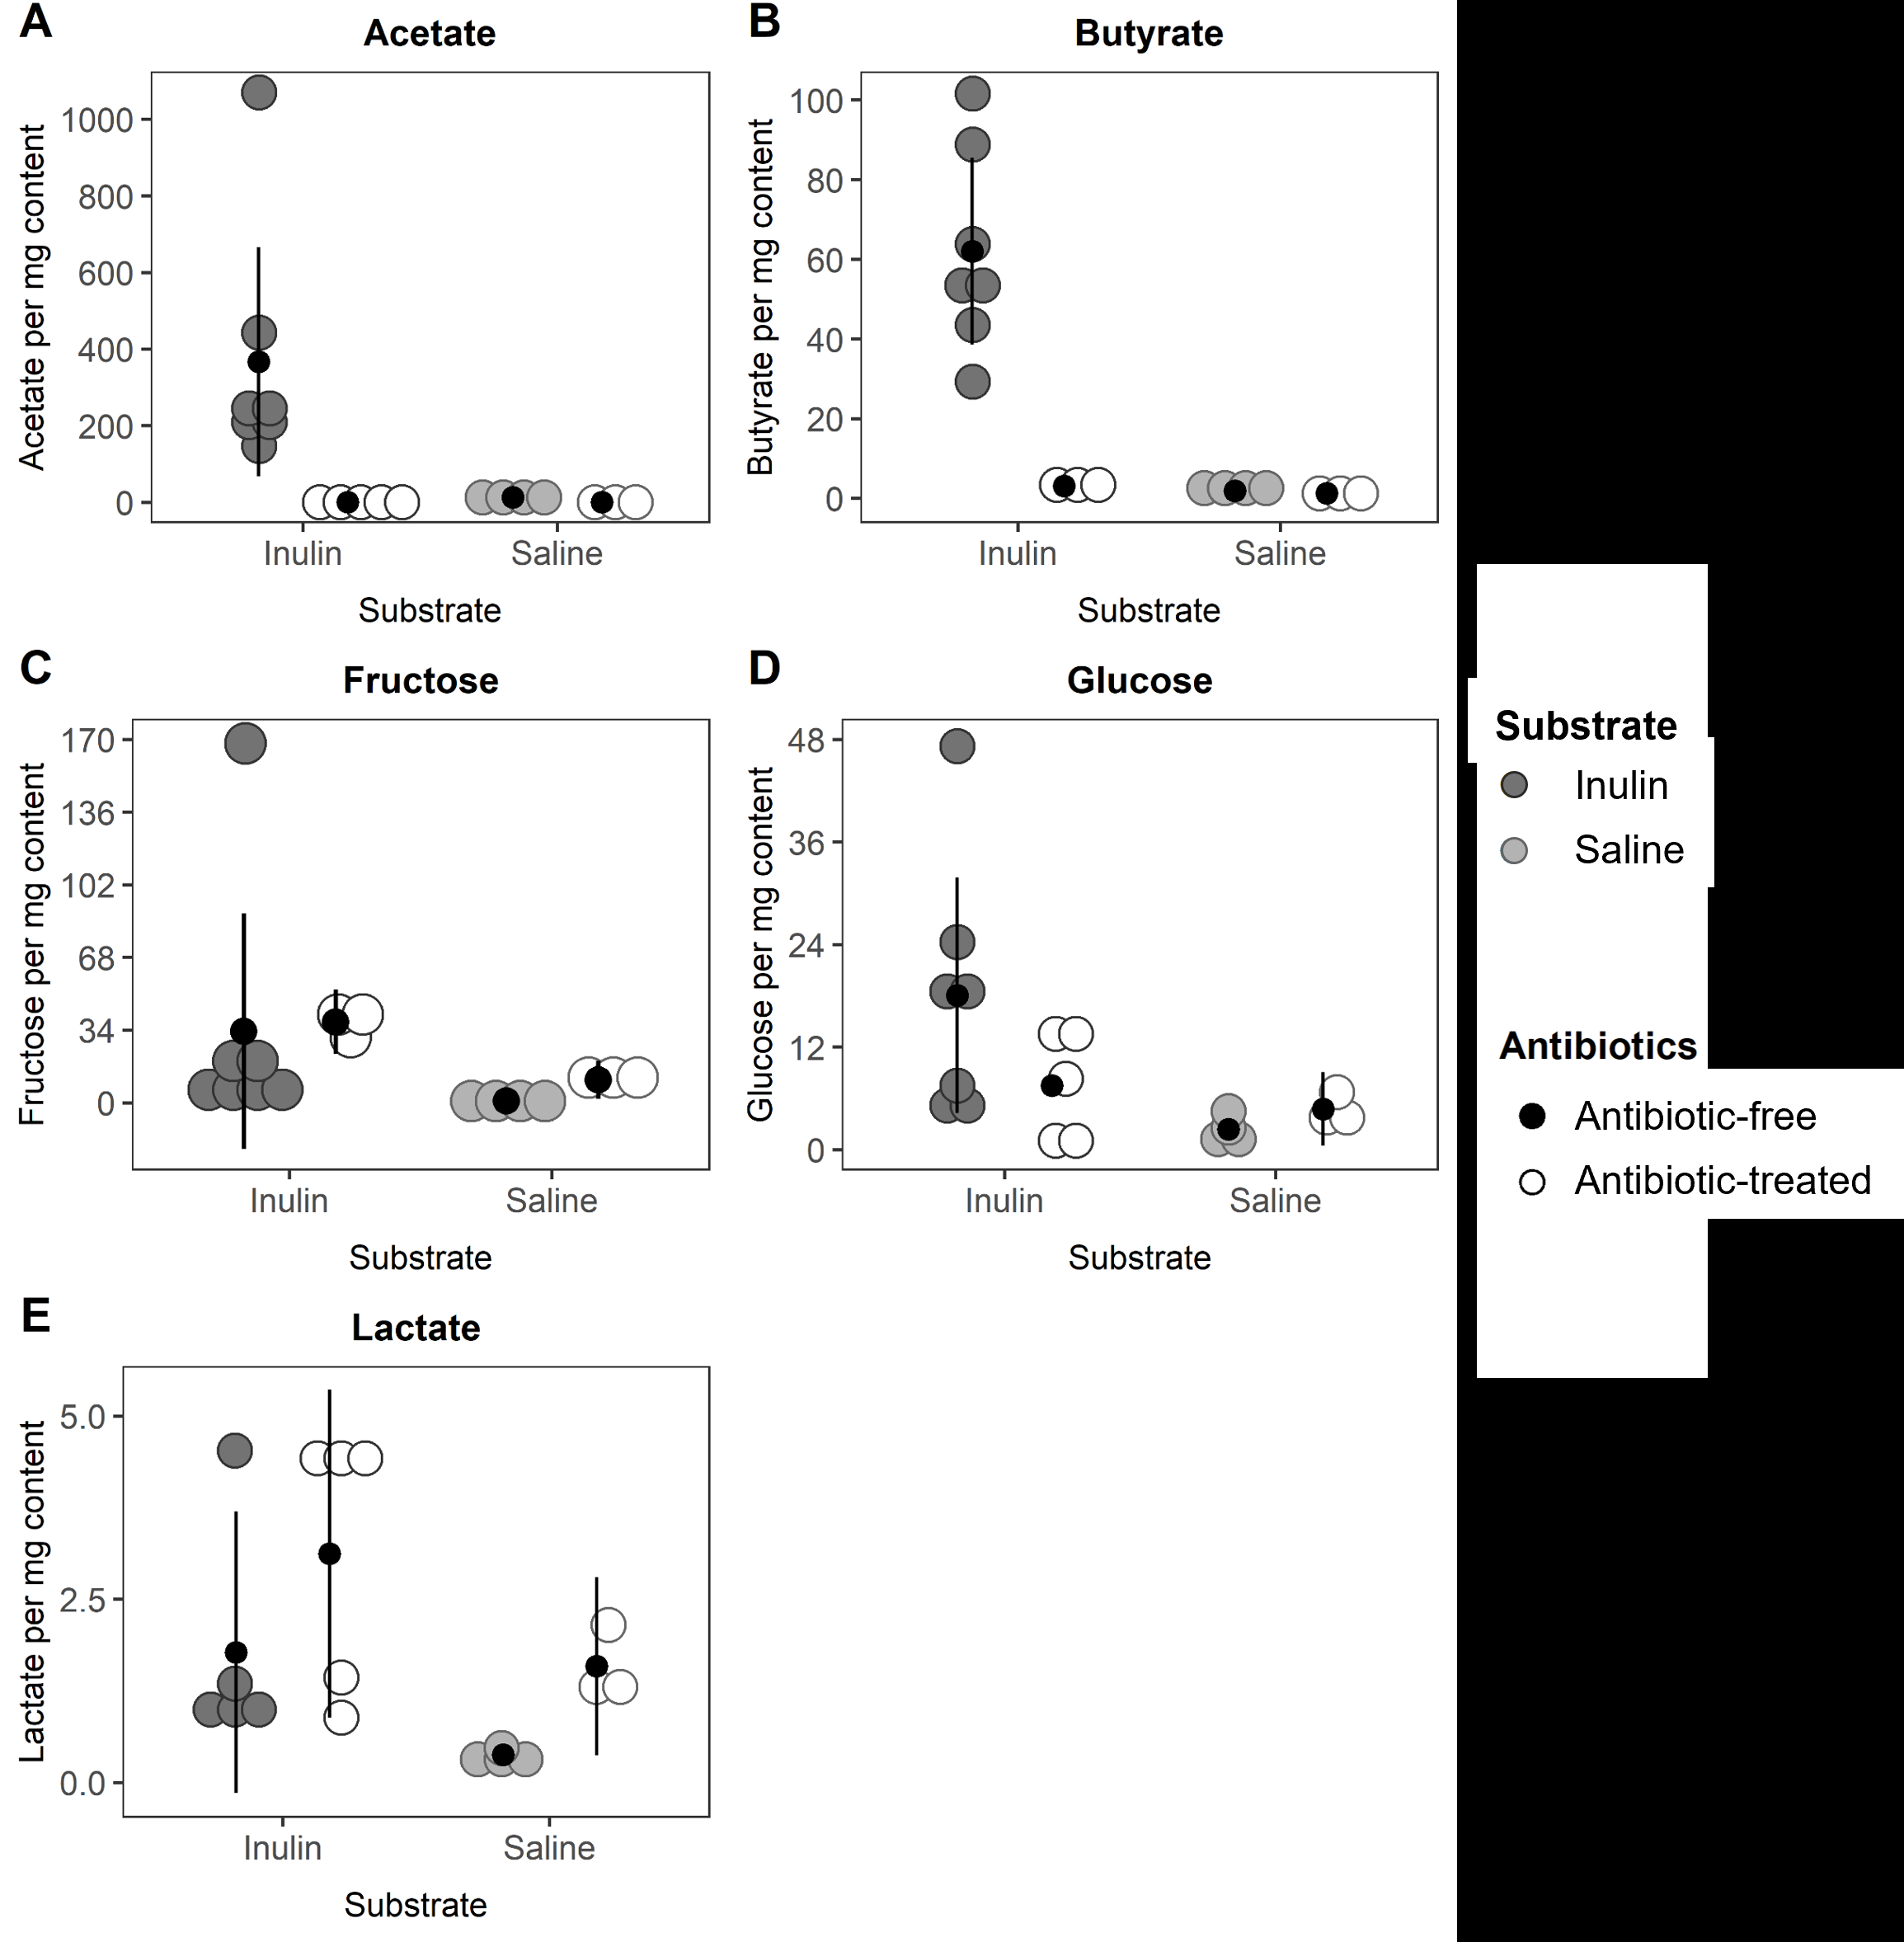 A
Acetate
Acetate per mg content
1000
800
600
400
200
0
Inulin
Saline
Substrate
B
Butyrate
Butyrate per mg content
100
80
60
40
20
0
Inulin
Saline
Substrate
C
Fructose
Fructose per mg content
170
136
102
68
34
0
Inulin
Saline
Substrate
D
Glucose
Glucose per mg content
48
36
24
12
0
Inulin
Saline
Substrate
E
Lactate
Lactate per mg content
5.0
2.5
0.0
Inulin
Saline
Substrate
Substrate
Inulin
Saline
Antibiotics
Antibiotic-free
Antibiotic-treated